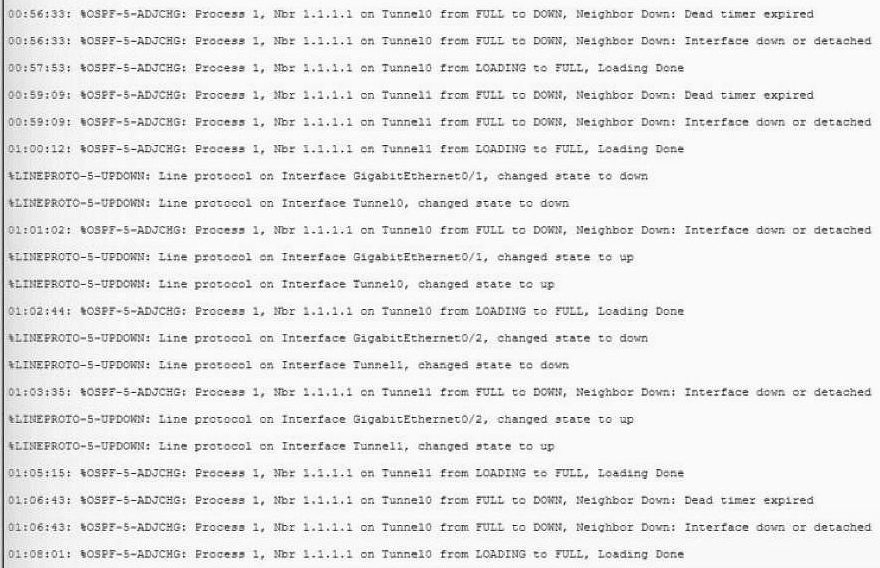 00:56:33: %OSPF-5-ADJCHG: Process 1, Nbr 1.1.1.1 on Tunnel0 from FULL to DOWN, Neighbor Down: Dead timer expired
00:56:33: %OSPF-5-ADJCHG: Process 1, Nbr 1.1.1.1 on Tunnel0 from FULL to DOWN, Neighbor Down: Interface down or detached
00:57:53: %OSPF-5-ADJCHG: Process 1, Nbr 1.1.1.1 on Tunnel0 from LOADING to FULL, Loading Done
00:59:09: %OSPF-5-ADJCHG: Process 1, Nbr 1.1.1.1 on Tunnel1 from FULL to DOWN, Neighbor Down: Dead timer expired
00:59:09: %OSPF-5-ADJCHG: Process 1, Nbr 1.1.1.1 on Tunnel1 from FULL to DOWN, Neighbor Down: Interface down or detached
01:00:12: %OSPF-5-ADJCHG: Process 1, Nbr 1.1.1.1 on Tunnel1 from LOADING to FULL, Loading Done
%LINEPROTO-5-UPDOWN: Line protocol on Interface GigabitEthernet0/1, changed state to down
%LINEPROTO-5-UPDOWN: Line protocol on Interface Tunnel0, changed state to down
01:01:02: %OSPF-5-ADJCHG: Process 1, Nbr 1.1.1.1 on Tunnel0 from FULL to DOWN, Neighbor Down: Interface down or detached
%LINEPROTO-5-UPDOWN: Line protocol on Interface GigabitEthernet0/1, changed state to up
%LINEPROTO-5-UPDOWN: Line protocol on Interface Tunnel0, changed state to up
01:02:44: %OSPF-5-ADJCHG: Process 1, Nbr 1.1.1.1 on Tunnel0 from LOADING to FULL, Loading Done
%LINEPROTO-5-UPDOWN: Line protocol on Interface GigabitEthernet0/2, changed state to down
%LINEPROTO-5-UPDOWN: Line protocol on Interface Tunnel1, changed state to down
01:03:35: %OSPF-5-ADJCHG: Process 1, Nbr 1.1.1.1 on Tunnel1 from FULL to DOWN, Neighbor Down: Interface down or detached
%LINEPROTO-5-UPDOWN: Line protocol on Interface GigabitEthernet0/2, changed state to up
%LINEPROTO-5-UPDOWN: Line protocol on Interface Tunnel1, changed state to up
01:05:15: %OSPF-5-ADJCHG: Process 1, Nbr 1.1.1.1 on Tunnel1 from LOADING to FULL, Loading Done
01:06:43: %OSPF-5-ADJCHG: Process 1, Nbr 1.1.1.1 on Tunnel0 from FULL to DOWN, Neighbor Down: Dead timer expired
01:06:43: %OSPF-5-ADJCHG: Process 1, Nbr 1.1.1.1 on Tunnel0 from FULL to DOWN, Neighbor Down: Interface down or detached
01:08:01: %OSPF-5-ADJCHG: Process 1, Nbr 1.1.1.1 on Tunnel0 from LOADING to FULL, Loading Done